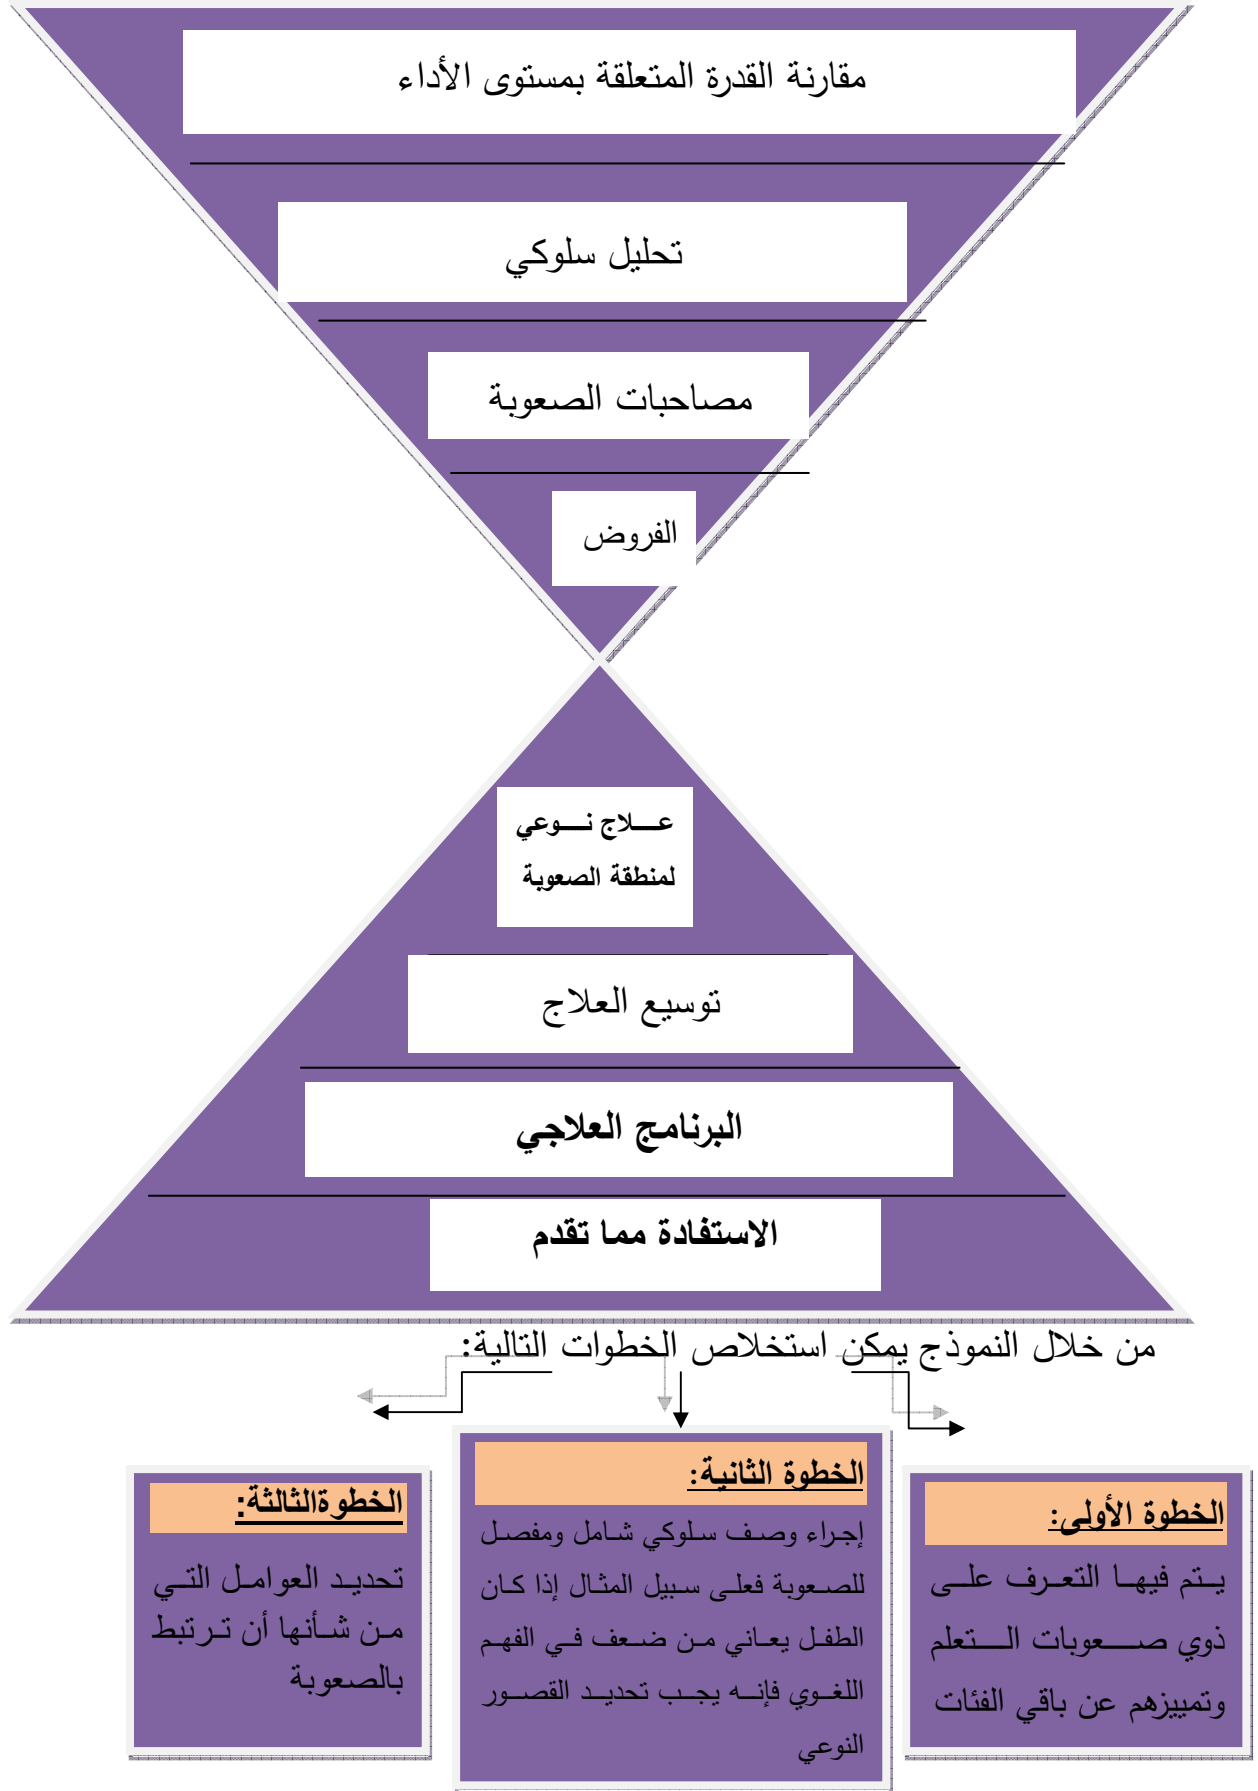 مقارنة القدرة المتعلقة بمستوى الأداء
تحليل سلوكي
مصاحبات الصعوبة
الفروض
علاج نوعي
لمنطقة الصعوبة
توسيع العلاج
البرنامج العلاجي
الاستفادة مما تقدم
من خلال النموذج يمكن استخلاص الخطوات التالية:
الخطوة الأولى:
يتم فيها التعرف على
ذوي صعوبات التعلم
وتمييزهم عن باقي الفئات
الخطوة الثانية:
إجراء وصف سلوكي شامل ومفصل
للصعوبة فعلى سبيل المثال إذا كان
الطفل يعاني من ضعف في الفهم
اللغوي فإنه يجب تحديد القصور
النوعي
الخطوةالثالثة:
تحديد العوامل التي
من شأنها أن ترتبط
بالصعوبة